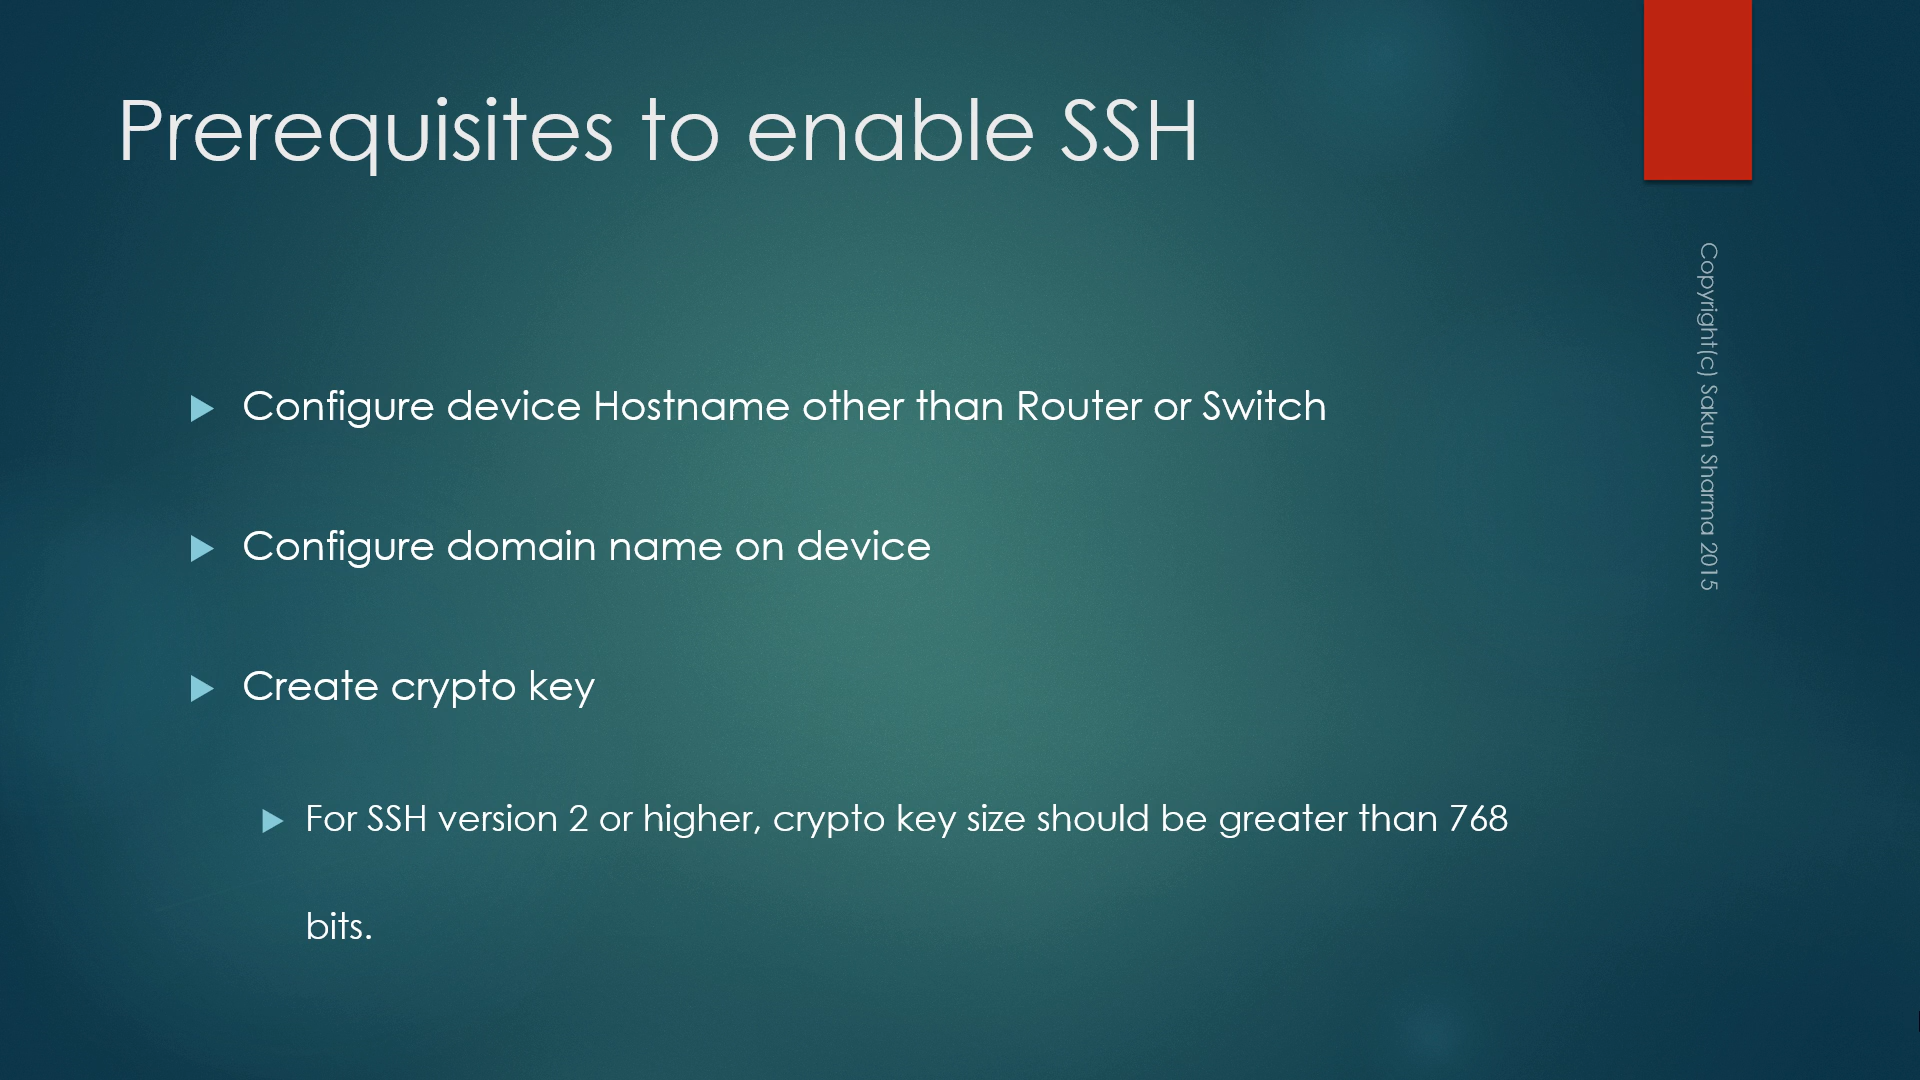 Prerequisites to enable SSH
Configure device Hostname other than Router or Switch
Configure domain name on device
Create crypto key
For SSH version 2 or higher, crypto key size should be greater than 768
bits.
Copyright(c) Sakun Sharma 2015